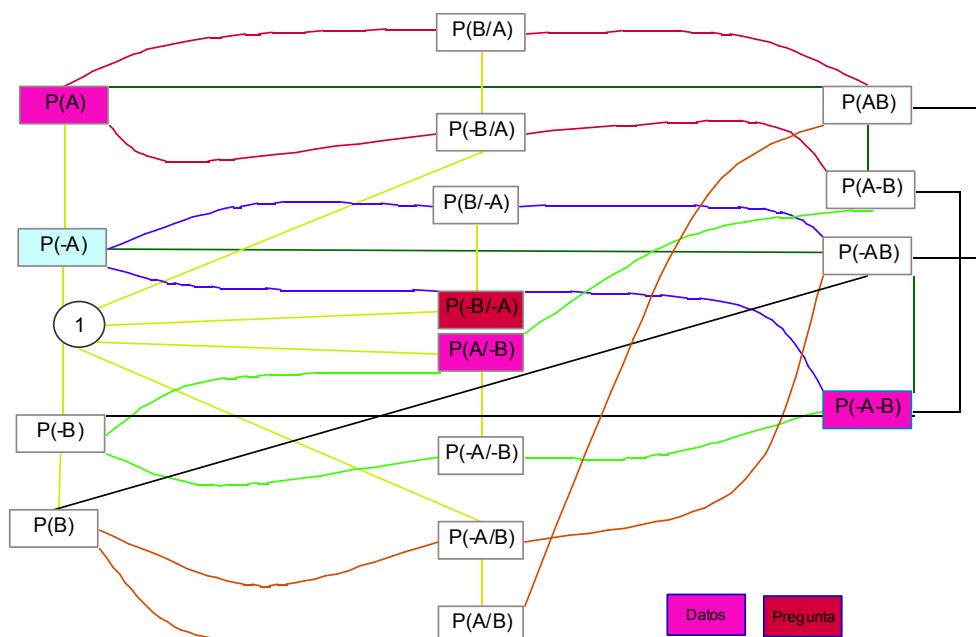 P(B/A)
P(A)
P(AB)
P(-B/A)
P(A-B)
P(B/-A)
P(-A)
P(-AB)
P(-B/-A)
1
P(A/-B)
P(-A-B)
P(-B)
P(-A/-B)
P(B)
P(-A/B)
P(A/B)
Datos
Pregunta